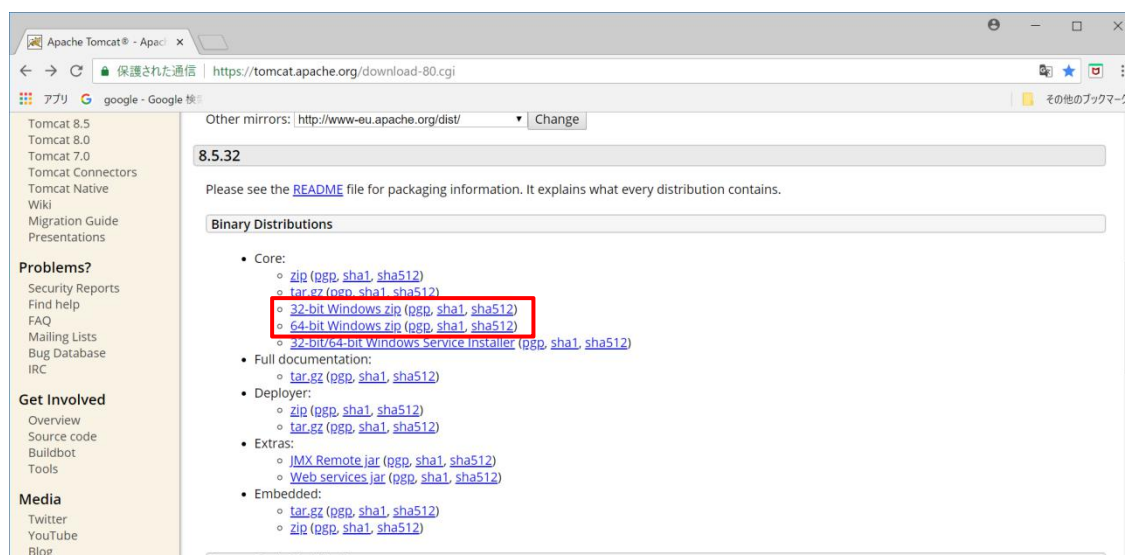 Apache Tomcat® - Apac
保護された通信 https://tomcat.apache.org/download-80.cgi
アプリ google - Google 検
その他のブックマーク
Tomcat 8.5
Tomcat 8.0
Tomcat 7.0
Tomcat Connectors
Tomcat Native
Wiki
Migration Guide
Presentations
Problems?
Security Reports
Find help
FAQ
Mailing Lists
Bug Database
IRC
Get Involved
Overview
Source code
Buildbot
Tools
Media
Twitter
YouTube
Blog
Other mirrors: http://www-eu.apache.org/dist/ Change
8.5.32
Please see the README file for packaging information. It explains what every distribution contains.
Binary Distributions
• Core:
zip (pgp, sha1, sha512)
tar.gz (pgp, sha1, sha512)
32-bit Windows zip (pgp, sha1, sha512)
64-bit Windows zip (pgp, sha1, sha512)
32-bit/64-bit Windows Service Installer (pgp, sha1, sha512)
• Full documentation:
tar.gz (pgp, sha1, sha512)
• Deployer:
zip (pgp, sha1, sha512)
tar.gz (pgp, sha1, sha512)
• Extras:
JMX Remote jar (pgp, sha1, sha512)
Web services jar (pgp, sha1, sha512)
• Embedded:
tar.gz (pgp, sha1, sha512)
zip (pgp, sha1, sha512)